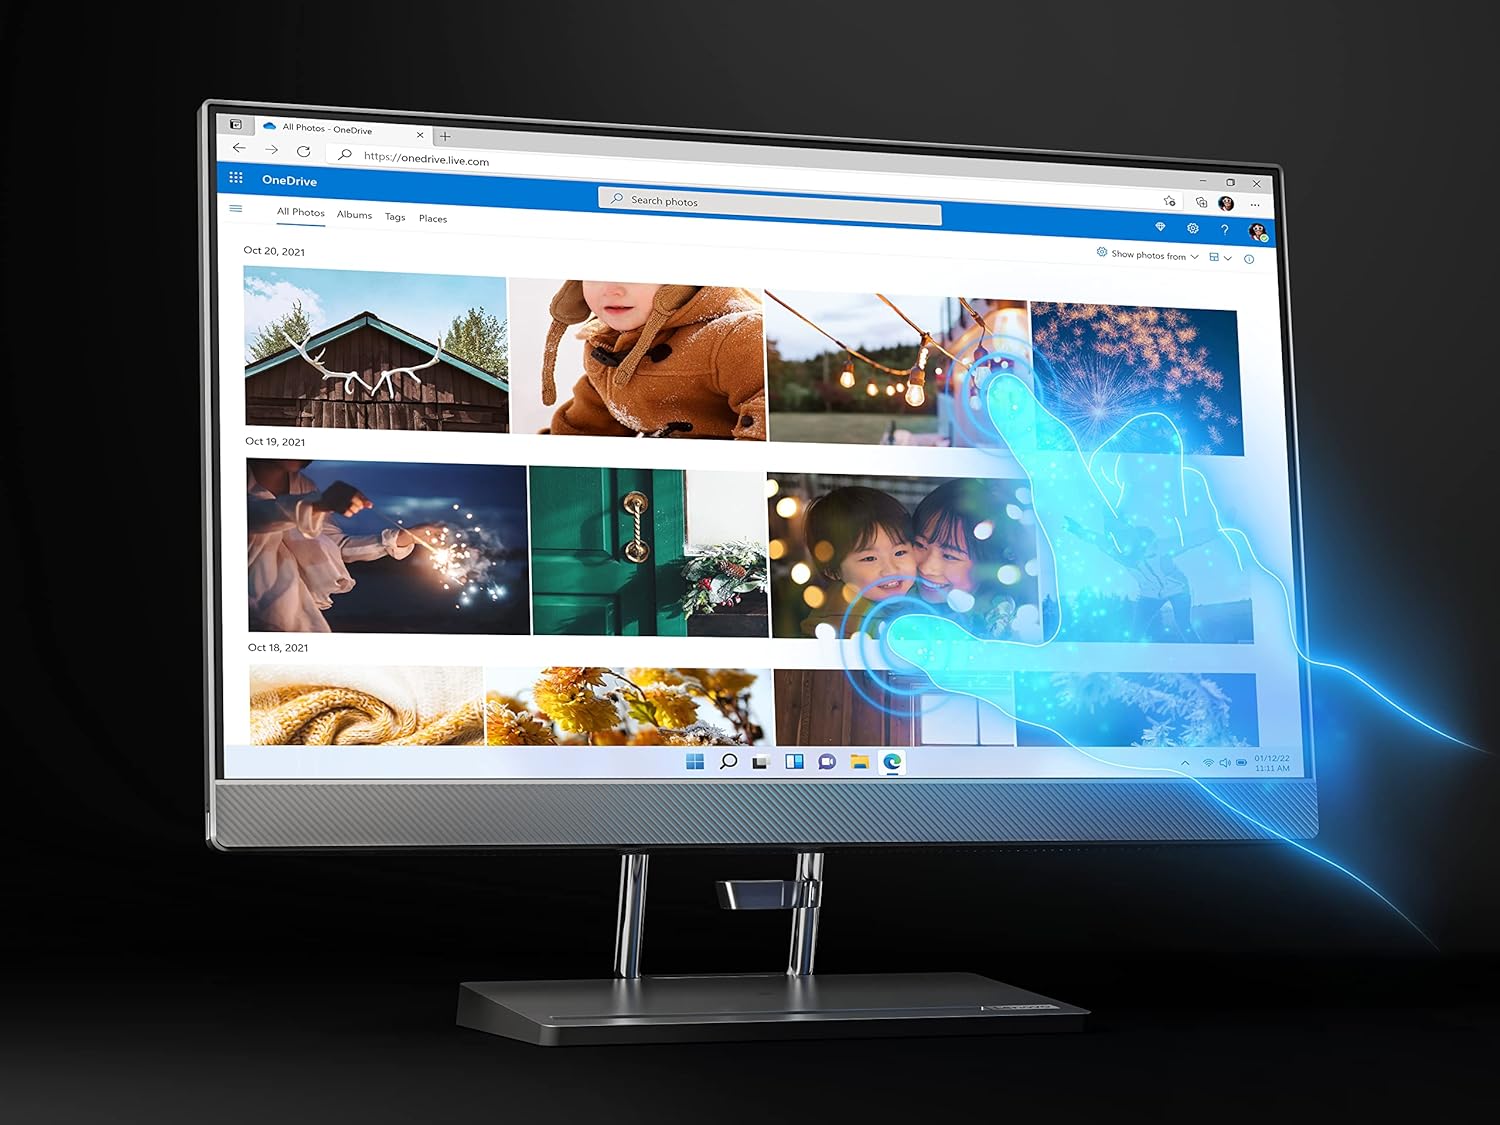 All Photos - OneDrive
https://onedrive.live.com
OneDrive
Search photos
All Photos Albums Tags Places
Show photos from
Oct 20, 2021
Oct 19, 2021
Oct 18, 2021
01/12/22
11:11 AM
Lenovo